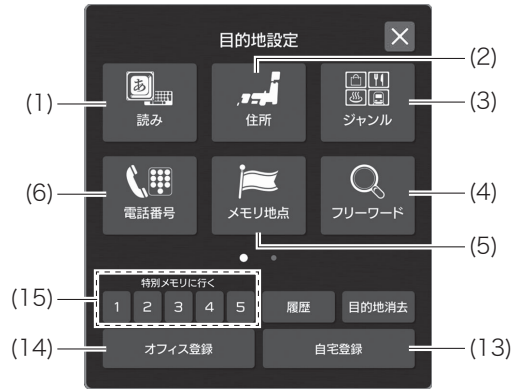 目的地設定
(2)
(1)
読み
住所
ジャンル
(3)
(6)
電話番号
メモリ地点
フリーワード
(4)
(5)
(15)
特別メモリに行く
1 2 3 4 5 履歴 目的地消去
(14)
オフィス登録
自宅登録
(13)
あ